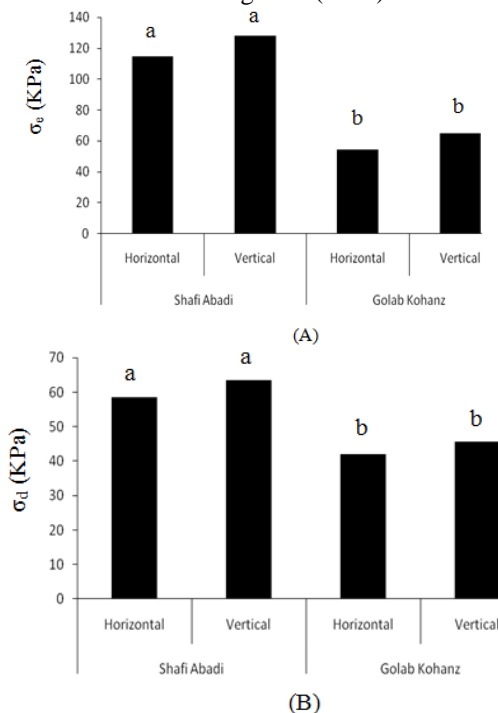 140
120
100
80
60
40
20
0
σe (KPa)
a
a
b
b
Horizontal Vertical Horizontal Vertical
Shafi Abadi Golab Kohanz
(A)
70
60
50
40
30
20
10
0
σd (KPa)
a
a
b
b
Horizontal Vertical Horizontal Vertical
Shafi Abadi Golab Kohanz
(B)